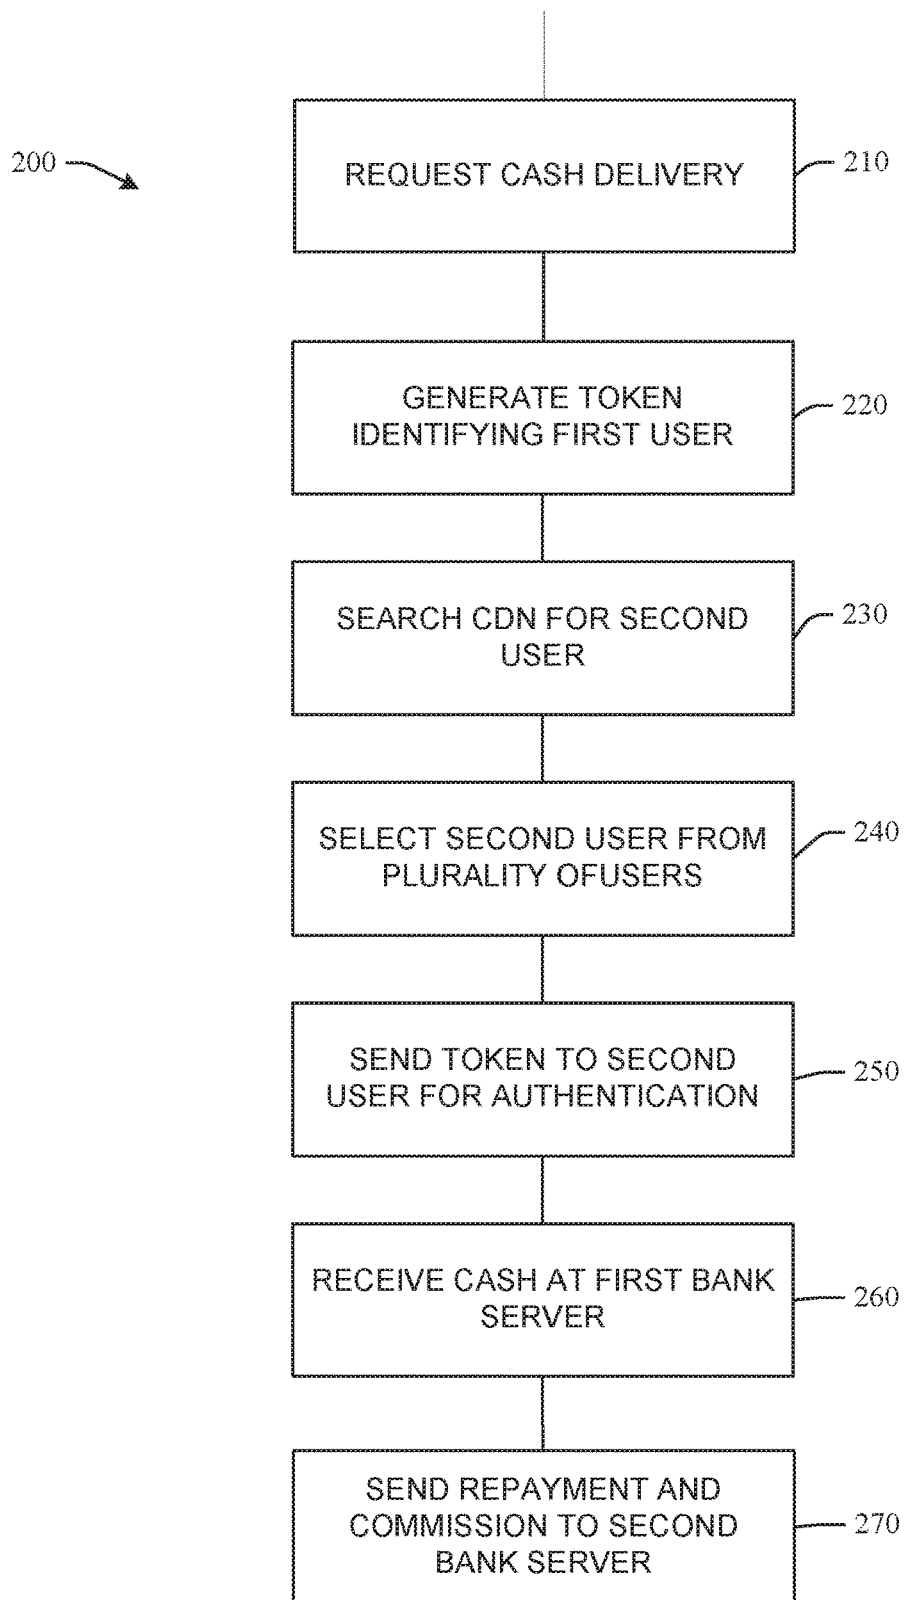 200
REQUEST CASH DELIVERY
210
GENERATE TOKEN
IDENTIFYING FIRST USER
220
SEARCH CDN FOR SECOND
USER
230
SELECT SECOND USER FROM
PLURALITY OFUSERS
240
SEND TOKEN TO SECOND
USER FOR AUTHENTICATION
250
RECEIVE CASH AT FIRST BANK
SERVER
260
SEND REPAYMENT AND
COMMISSION TO SECOND
BANK SERVER
270